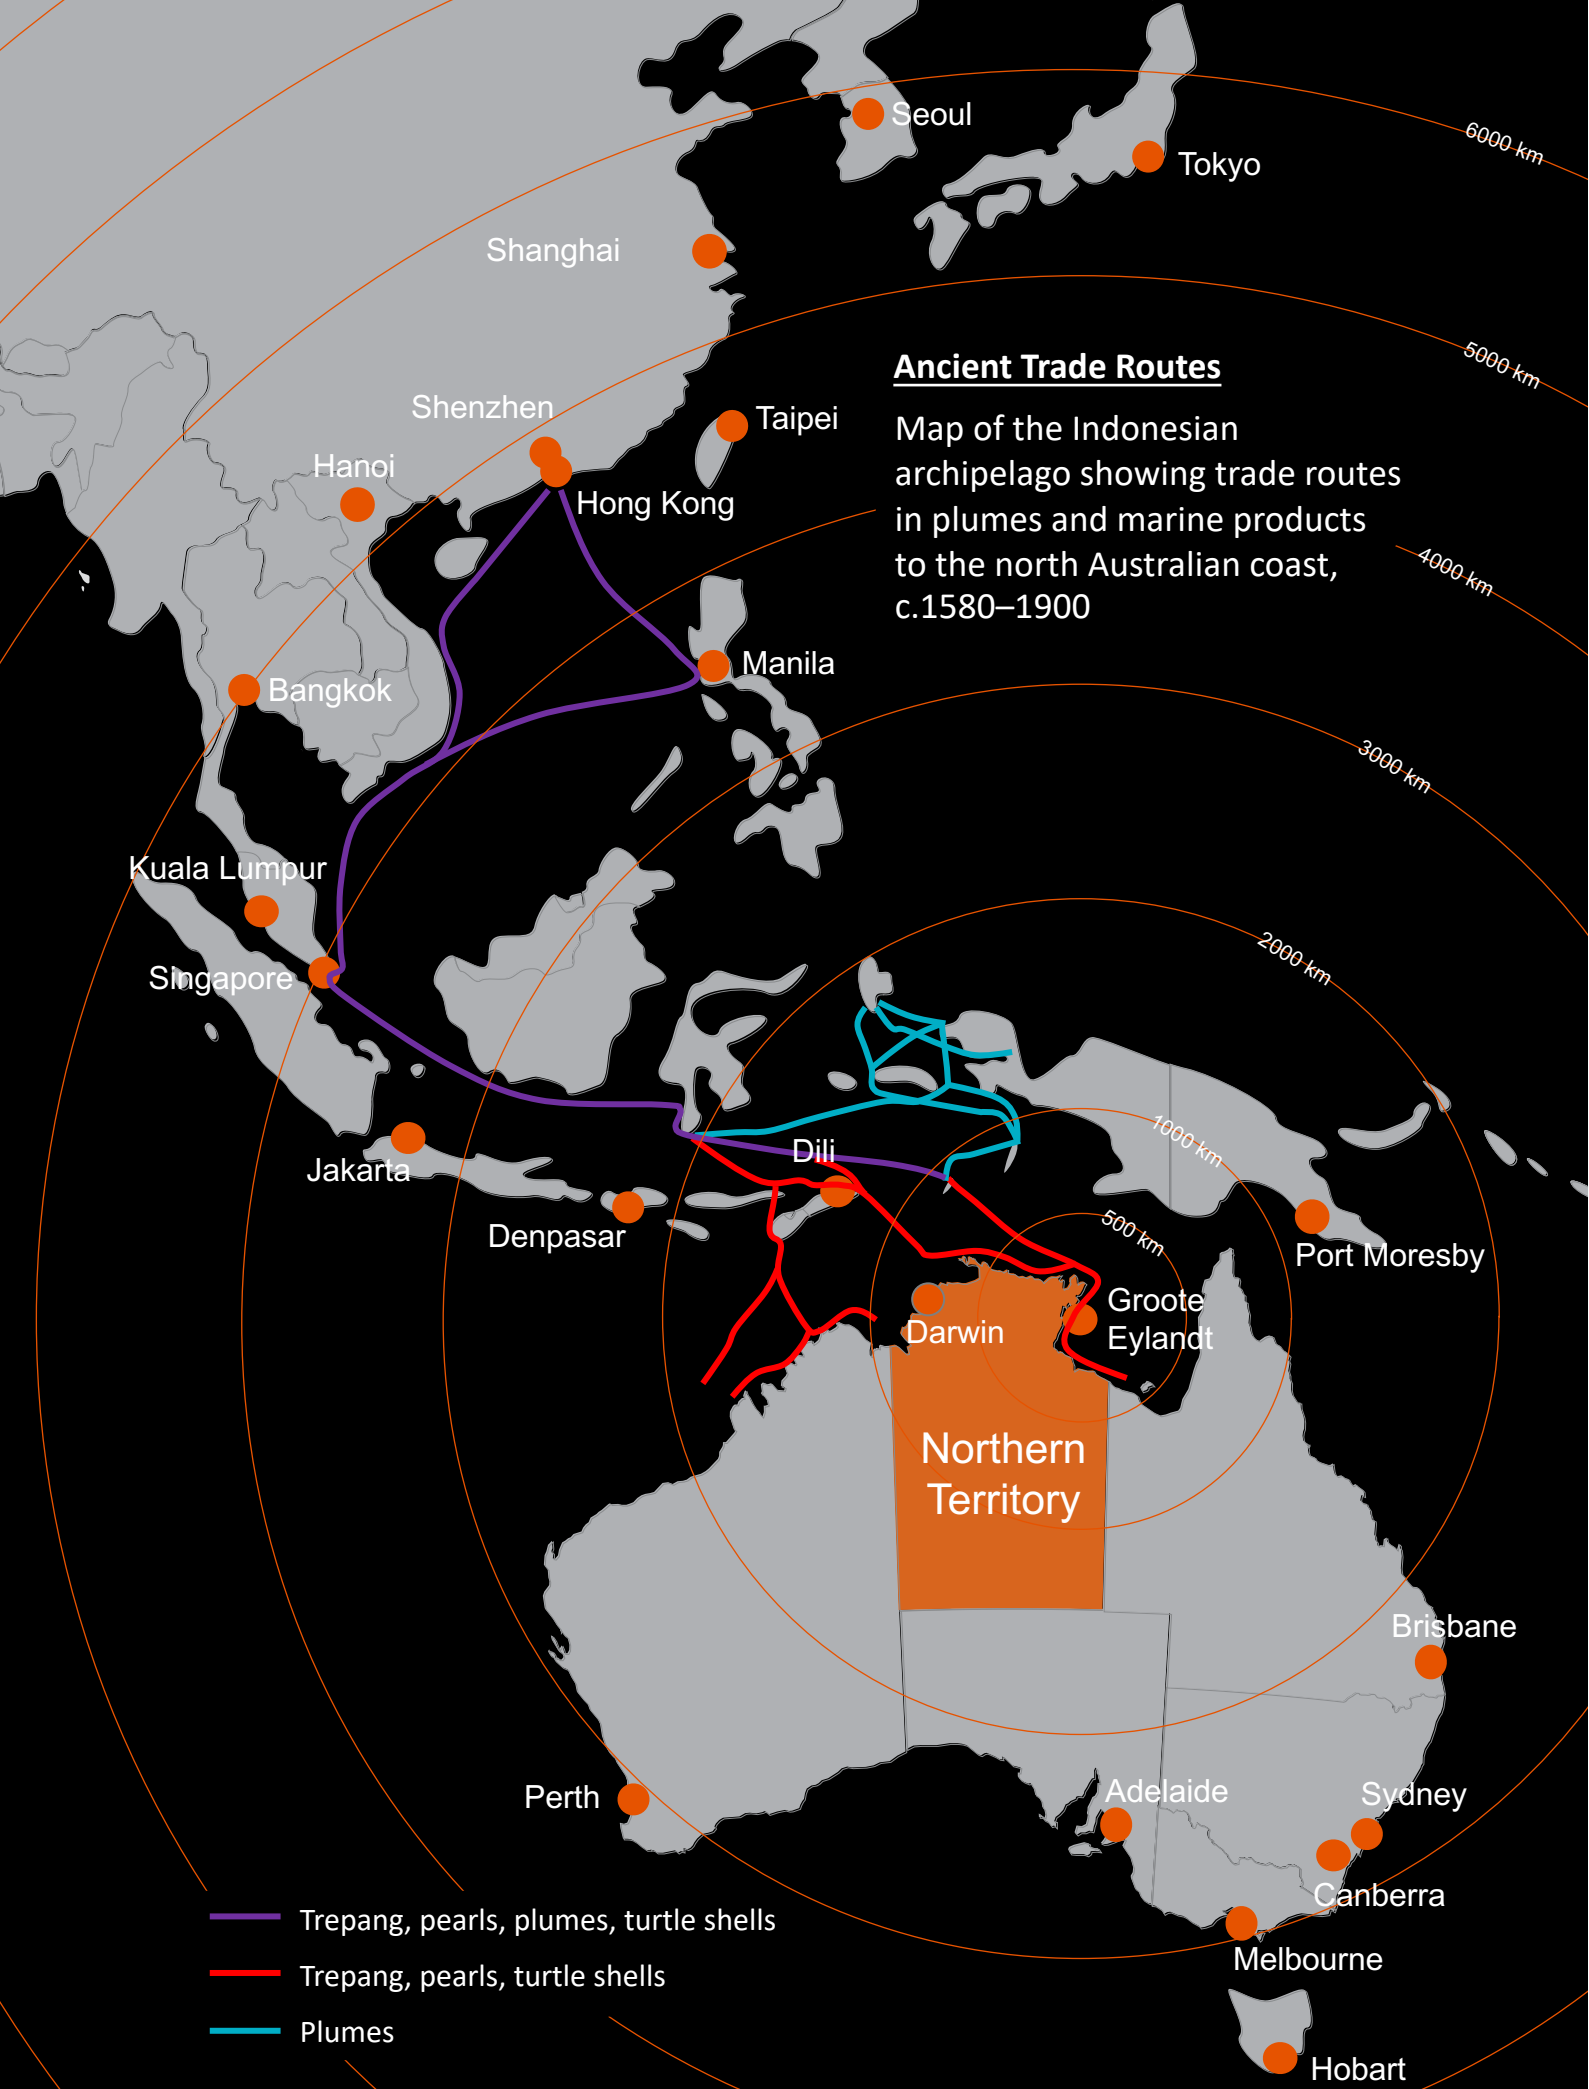 Seoul
6000 km
Tokyo
Shanghai
5000 km
Ancient Trade Routes
Shenzhen
Taipei
Map of the Indonesian
archipelago showing trade routes
in plumes and marine products
to the north Australian coast,
c.1580–1900
Hanoi
Hong Kong
4000 km
Manila
Bangkok
3000 km
Kuala Lumpur
2000 km
Singapore
1000 km
Dili
Jakarta
500 km
Denpasar
Port Moresby
Groote
Eylandt
Darwin
Northern
Territory
Brisbane
Perth
Adelaide
Sydney
Canberra
Melbourne
Hobart
Trepang, pearls, plumes, turtle shells
Trepang, pearls, turtle shells
Plumes